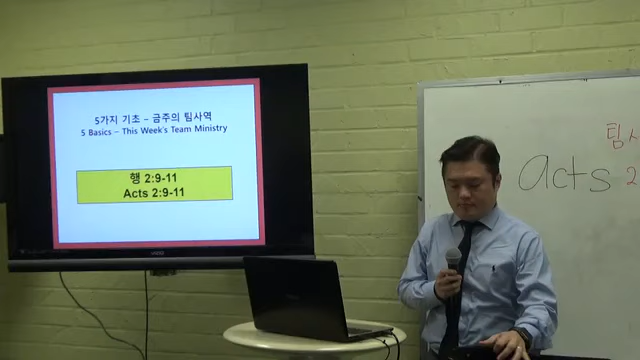 5가지 기초 – 금주의 팀사역
5 Basics – This Week's Team Ministry
행 2:9-11
Acts 2:9-11
팀사
acts 2